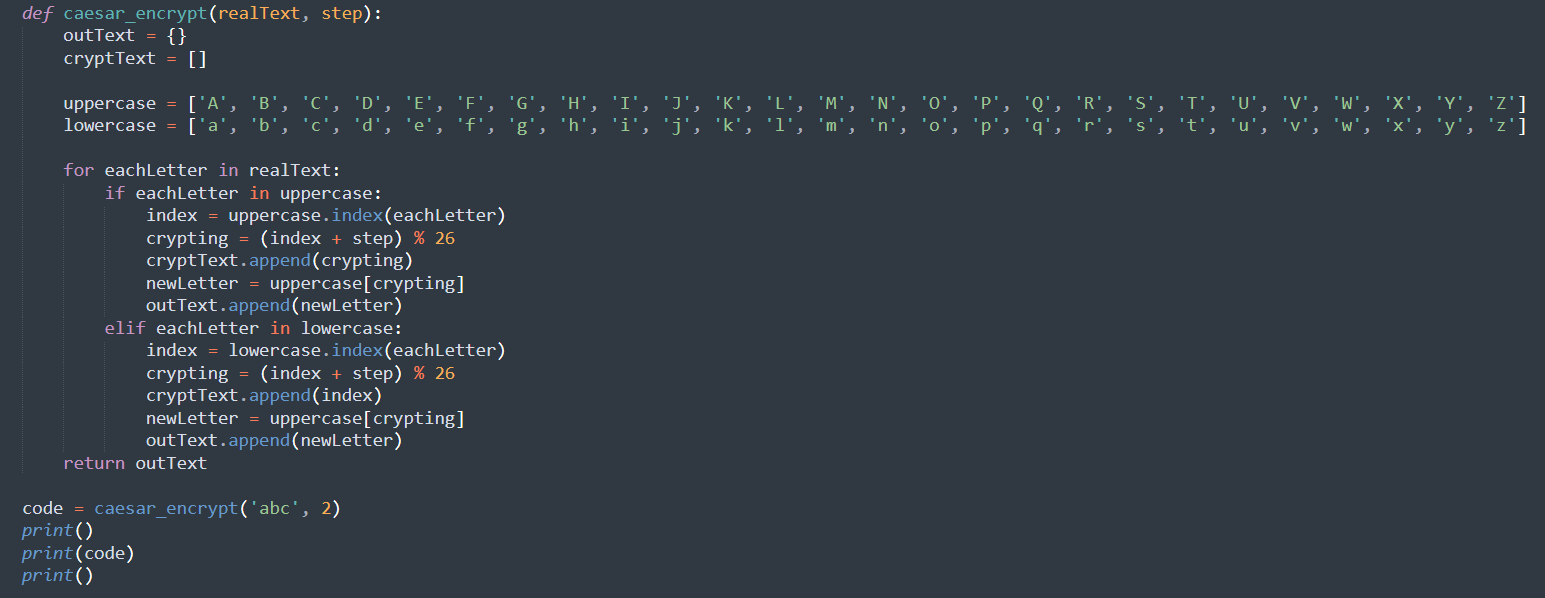 def caesar_encrypt(realText, step):
    outText = {}
    cryptText = []

    uppercase = ['A', 'B', 'C', 'D', 'E', 'F', 'G', 'H', 'I', 'J', 'K', 'L', 'M', 'N', 'O', 'P', 'Q', 'R', 'S', 'T', 'U', 'V', 'W', 'X', 'Y', 'Z']
    lowercase = ['a', 'b', 'c', 'd', 'e', 'f', 'g', 'h', 'i', 'j', 'k', 'l', 'm', 'n', 'o', 'p', 'q', 'r', 's', 't', 'u', 'v', 'w', 'x', 'y', 'z']

    for eachLetter in realText:
        if eachLetter in uppercase:
            index = uppercase.index(eachLetter)
            crypting = (index + step) % 26
            cryptText.append(crypting)
            newLetter = uppercase[crypting]
            outText.append(newLetter)
        elif eachLetter in lowercase:
            index = lowercase.index(eachLetter)
            crypting = (index + step) % 26
            cryptText.append(index)
            newLetter = uppercase[crypting]
            outText.append(newLetter)
    return outText

code = caesar_encrypt('abc', 2)
print()
print(code)
print()